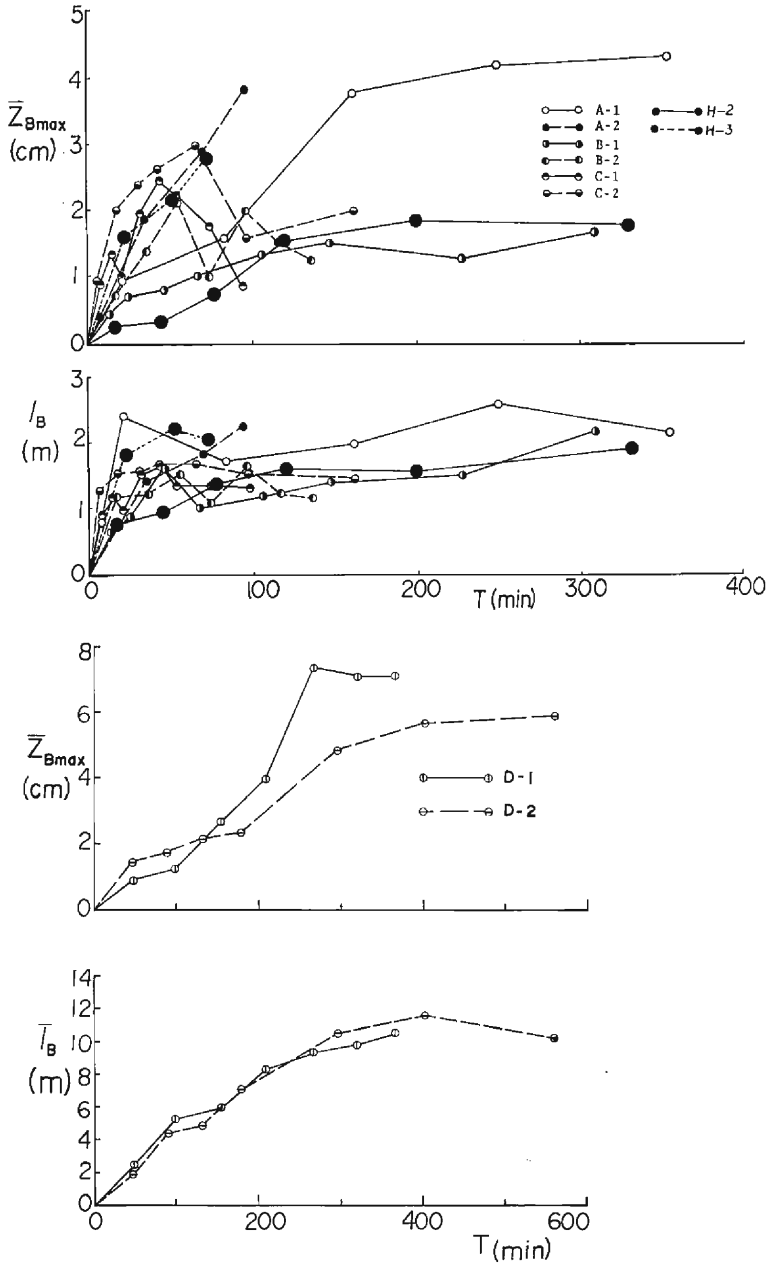 5
4
Z̅Bmax
(cm)
3
2
1
0
A-1
A-2
B-1
B-2
C-1
C-2
H-2
H-3
3
lB
(m)
2
1
0
0 100 200 300 400
T(min)
8
Z̅Bmax
(cm)
6
4
2
0
D-1
D-2
14
12
l̅B
(m)
10
8
6
4
2
0
0 200 400 600
T(min)